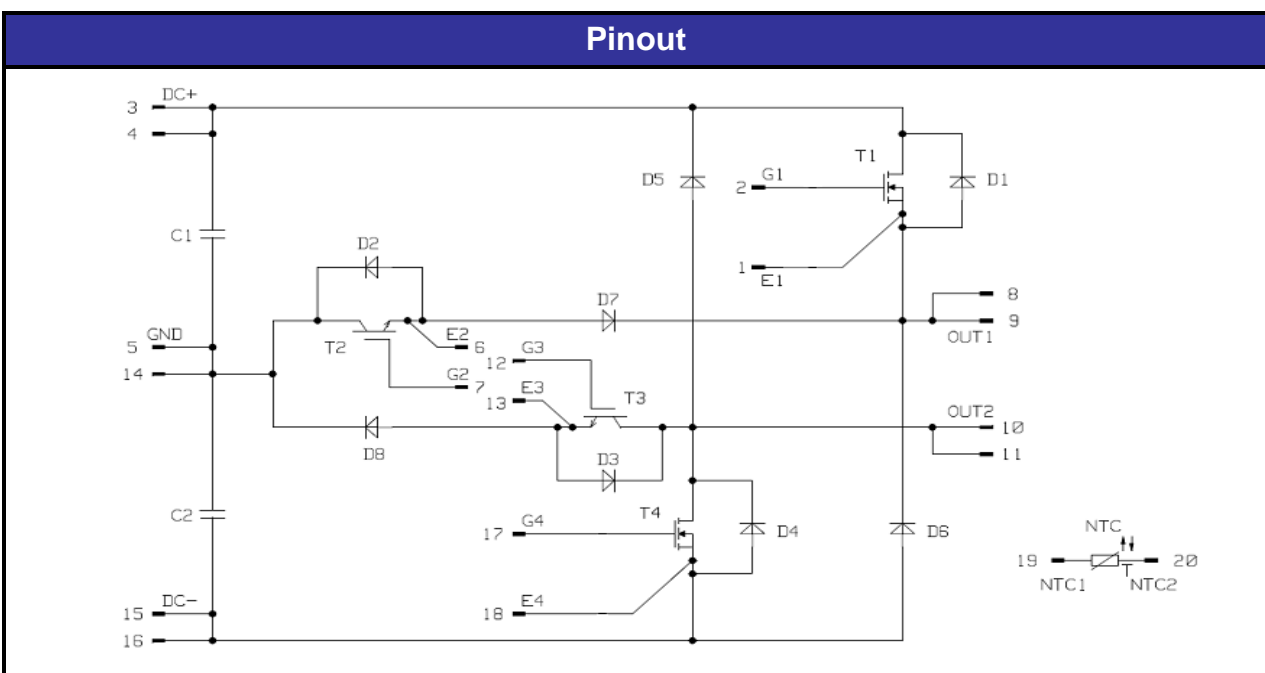 Pinout
3 DC+
4
T1
D5
2 G1
D1
C1
D2
1 E1
D7
8
9
OUT1
5 GND
14
T2
E2
6
G2
7
12 G3
13 E3
T3
OUT2
10
11
D8
D3
C2
T4
17 G4
D4
D6
NTC
19
20
NTC1
NTC2
T
15 DC-
18 E4
16